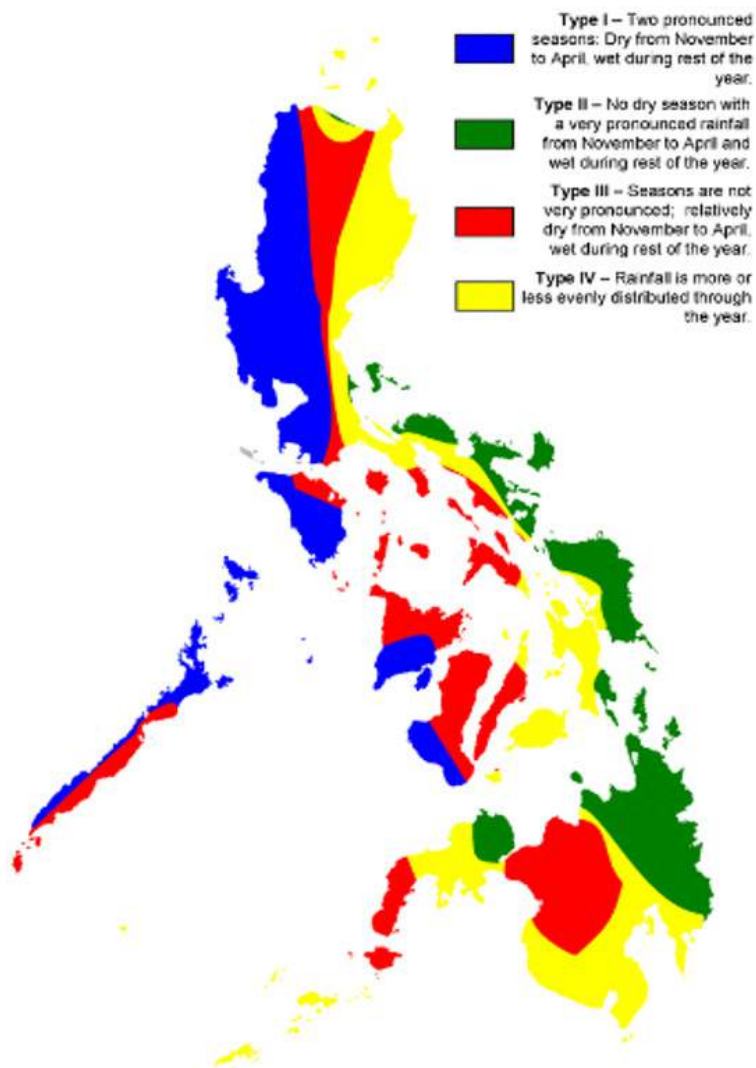 Type I – Two pronounced
seasons: Dry from November
to April, wet during rest of the
year.
Type II – No dry season with
a very pronounced rainfall
from November to April and
wet during rest of the year.
Type III – Seasons are not
very pronounced; relatively
dry from November to April,
wet during rest of the year.
Type IV – Rainfall is more or
less evenly distributed through
the year.